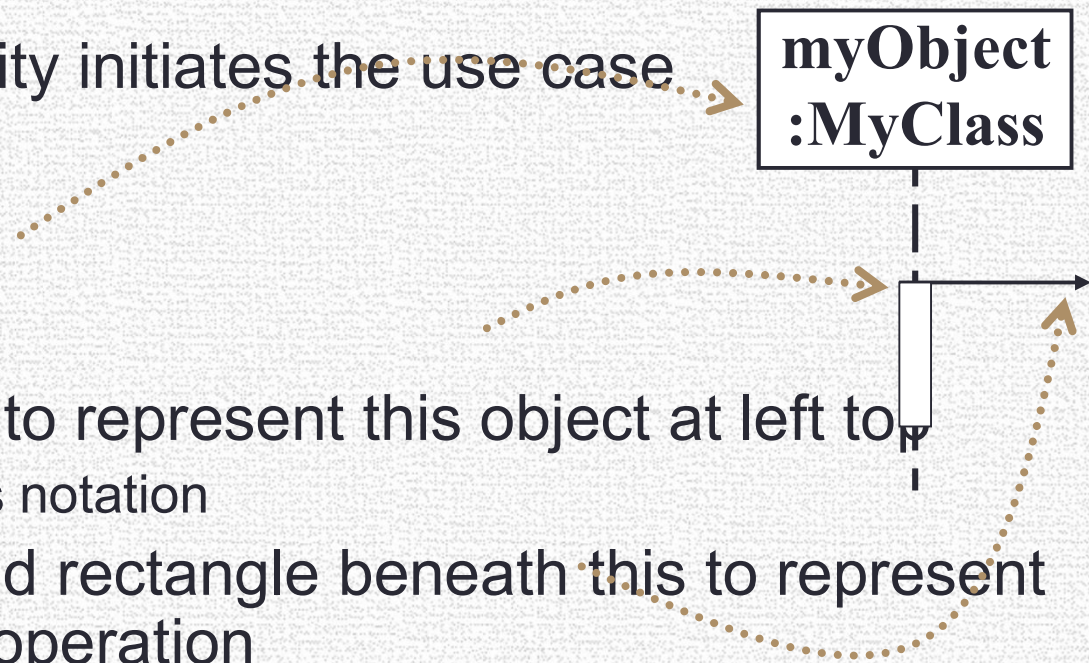 ity initiates the use case
myObject
:MyClass
to represent this object at left top
s notation
d rectangle beneath this to represent
operation